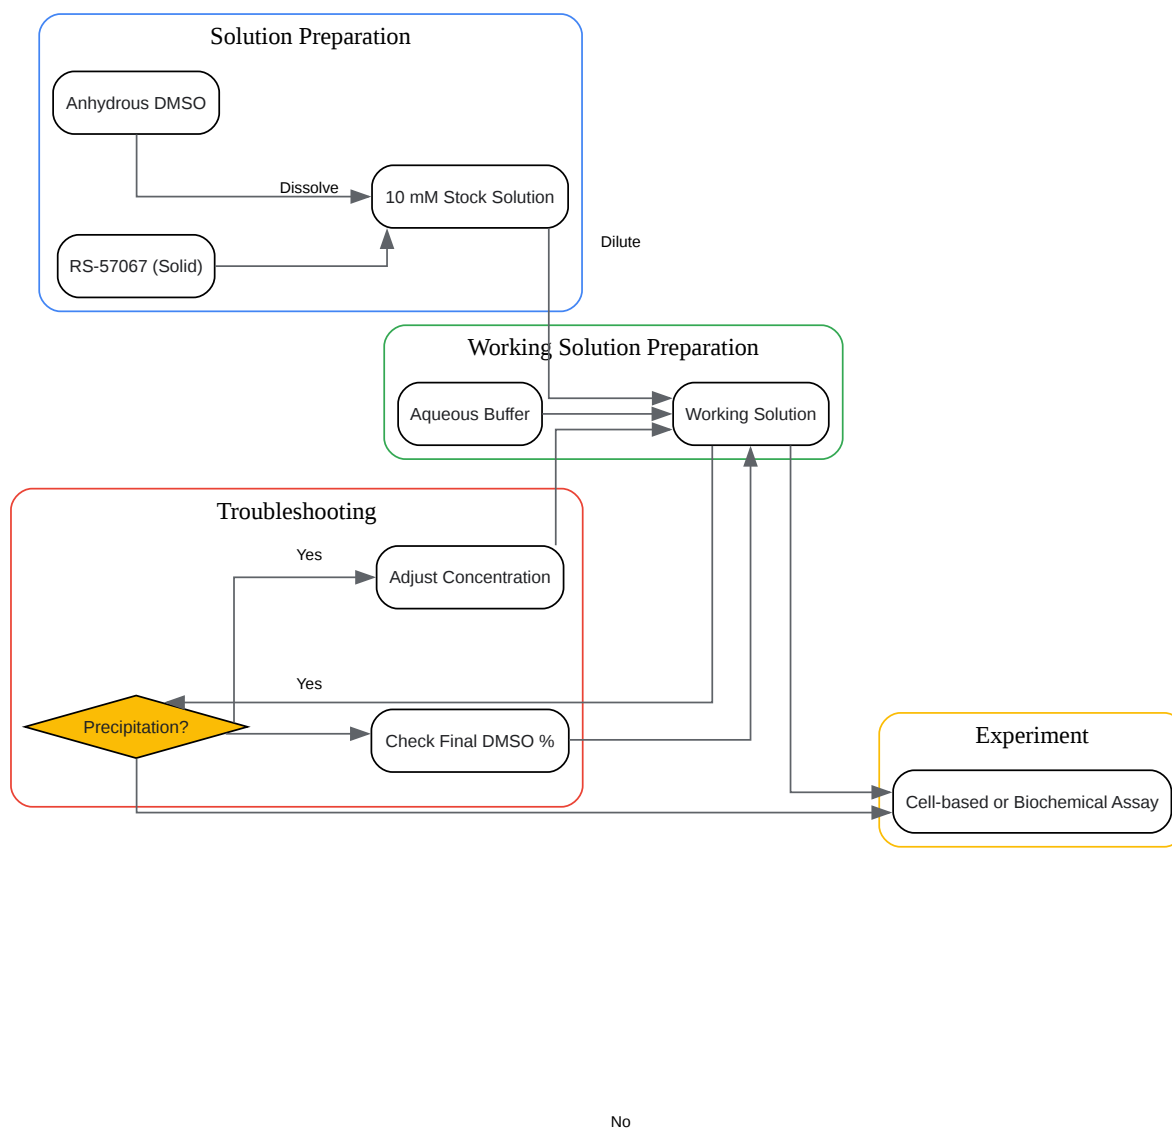 Solution Preparation
Anhydrous DMSO
Dissolve
10 mM Stock Solution
Dilute
RS-57067 (Solid)
Working Solution Preparation
Aqueous Buffer
Working Solution
Troubleshooting
Yes
Adjust Concentration
Yes
Precipitation?
Check Final DMSO %
Experiment
Cell-based or Biochemical Assay
No